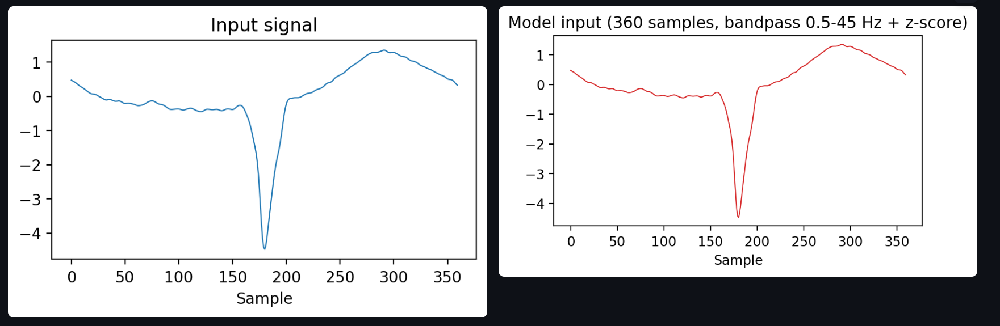 Input signal
1
0
−1
−2
−3
−4
0 50 100 150 200 250 300 350
Sample
Model input (360 samples, bandpass 0.5-45 Hz + z-score)
1
0
−1
−2
−3
−4
0 50 100 150 200 250 300 350
Sample